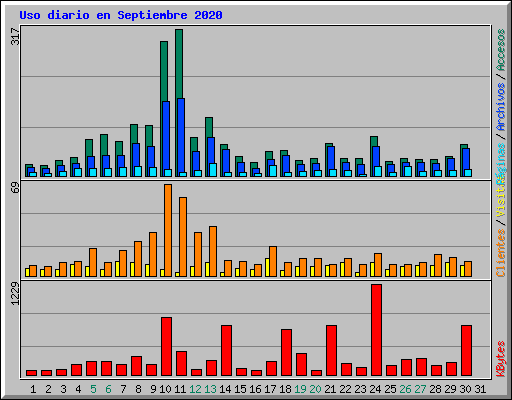 Uso diario en Septiembre 2020
317
69
1229
Accesos / Archivos / Páginas
Clientes / Visitas
KBytes
1 2 3 4 5 6 7 8 9 10 11 12 13 14 15 16 17 18 19 20 21 22 23 24 25 26 27 28 29 30 31